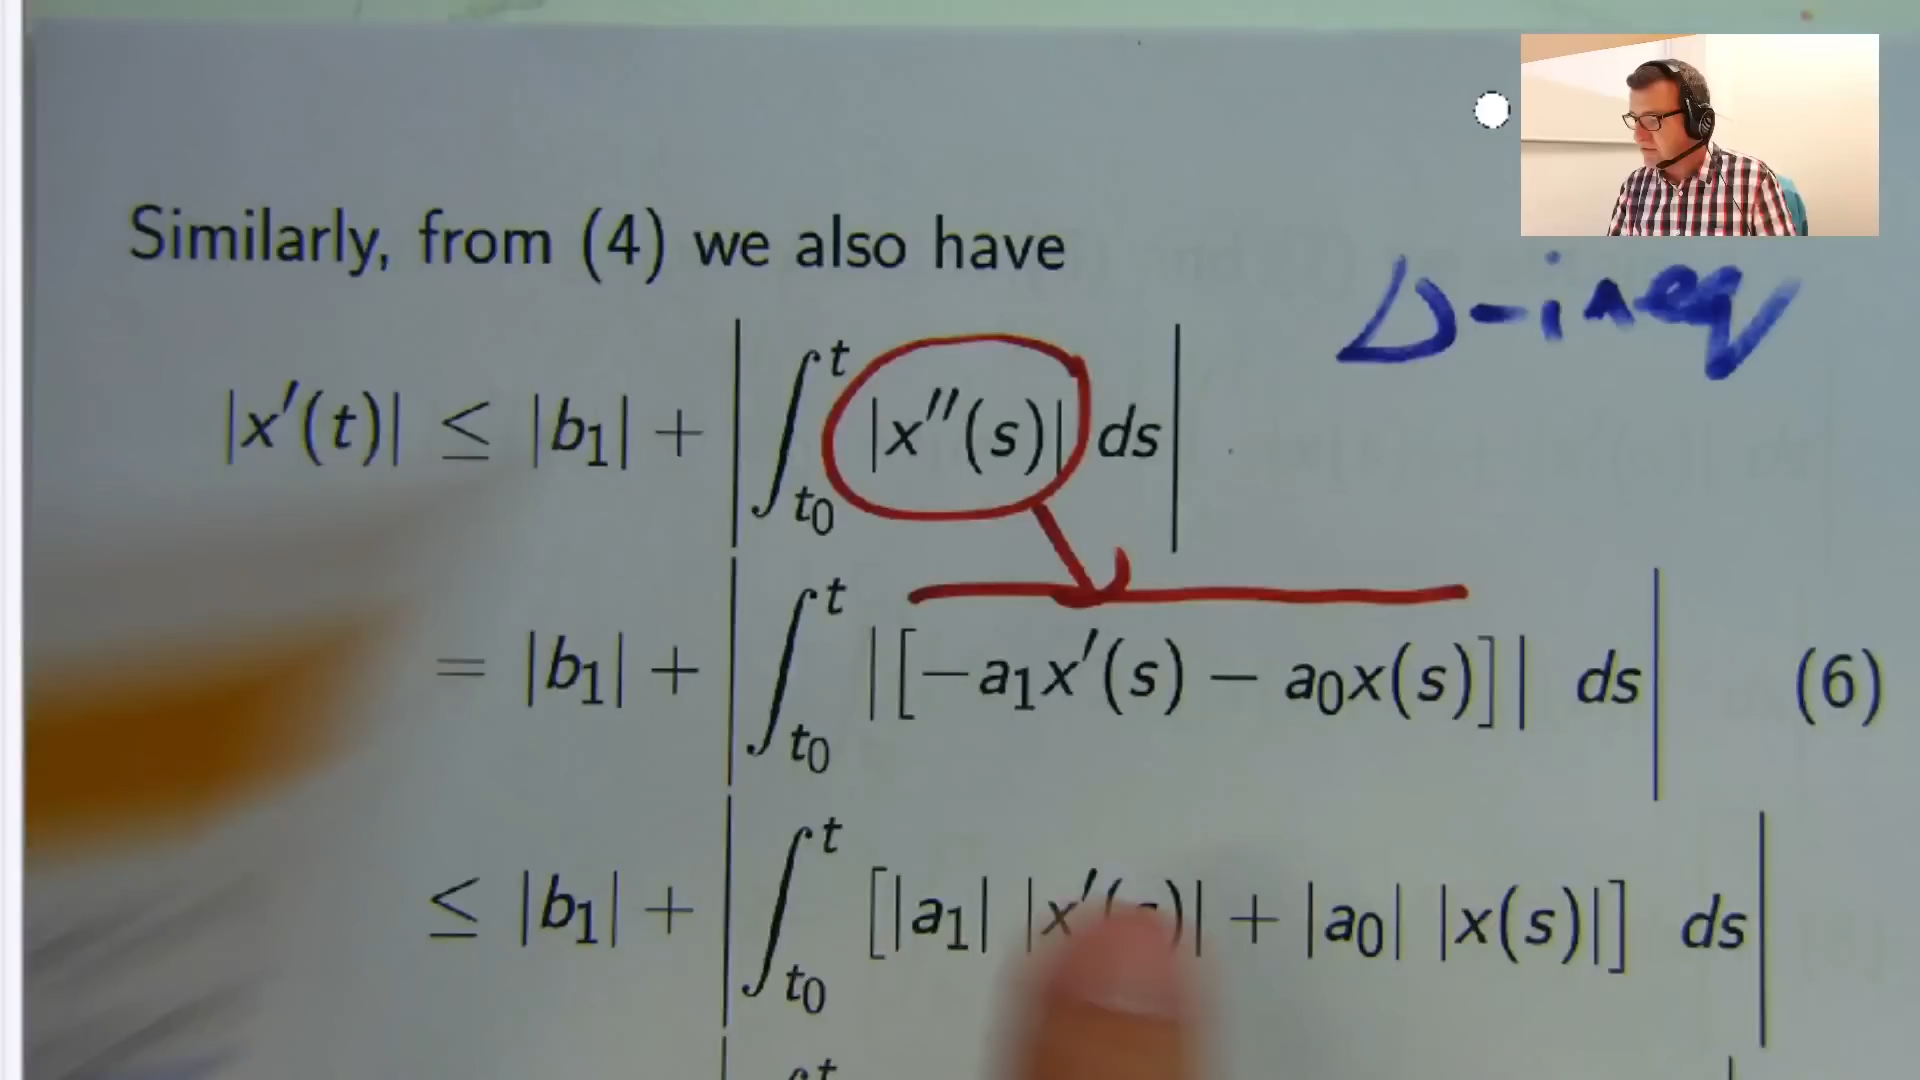 Similarly, from (4) we also have
Δ-ineq
|x′(t)| ≤ |b₁| + | ∫_{t₀}^{t} |x″(s)| ds |
= |b₁| + | ∫_{t₀}^{t} |[−a₁x′(s) − a₀x(s)]| ds | (6)
≤ |b₁| + | ∫_{t₀}^{t} [|a₁| |x′(s)| + |a₀| |x(s)|] ds |
∫ t